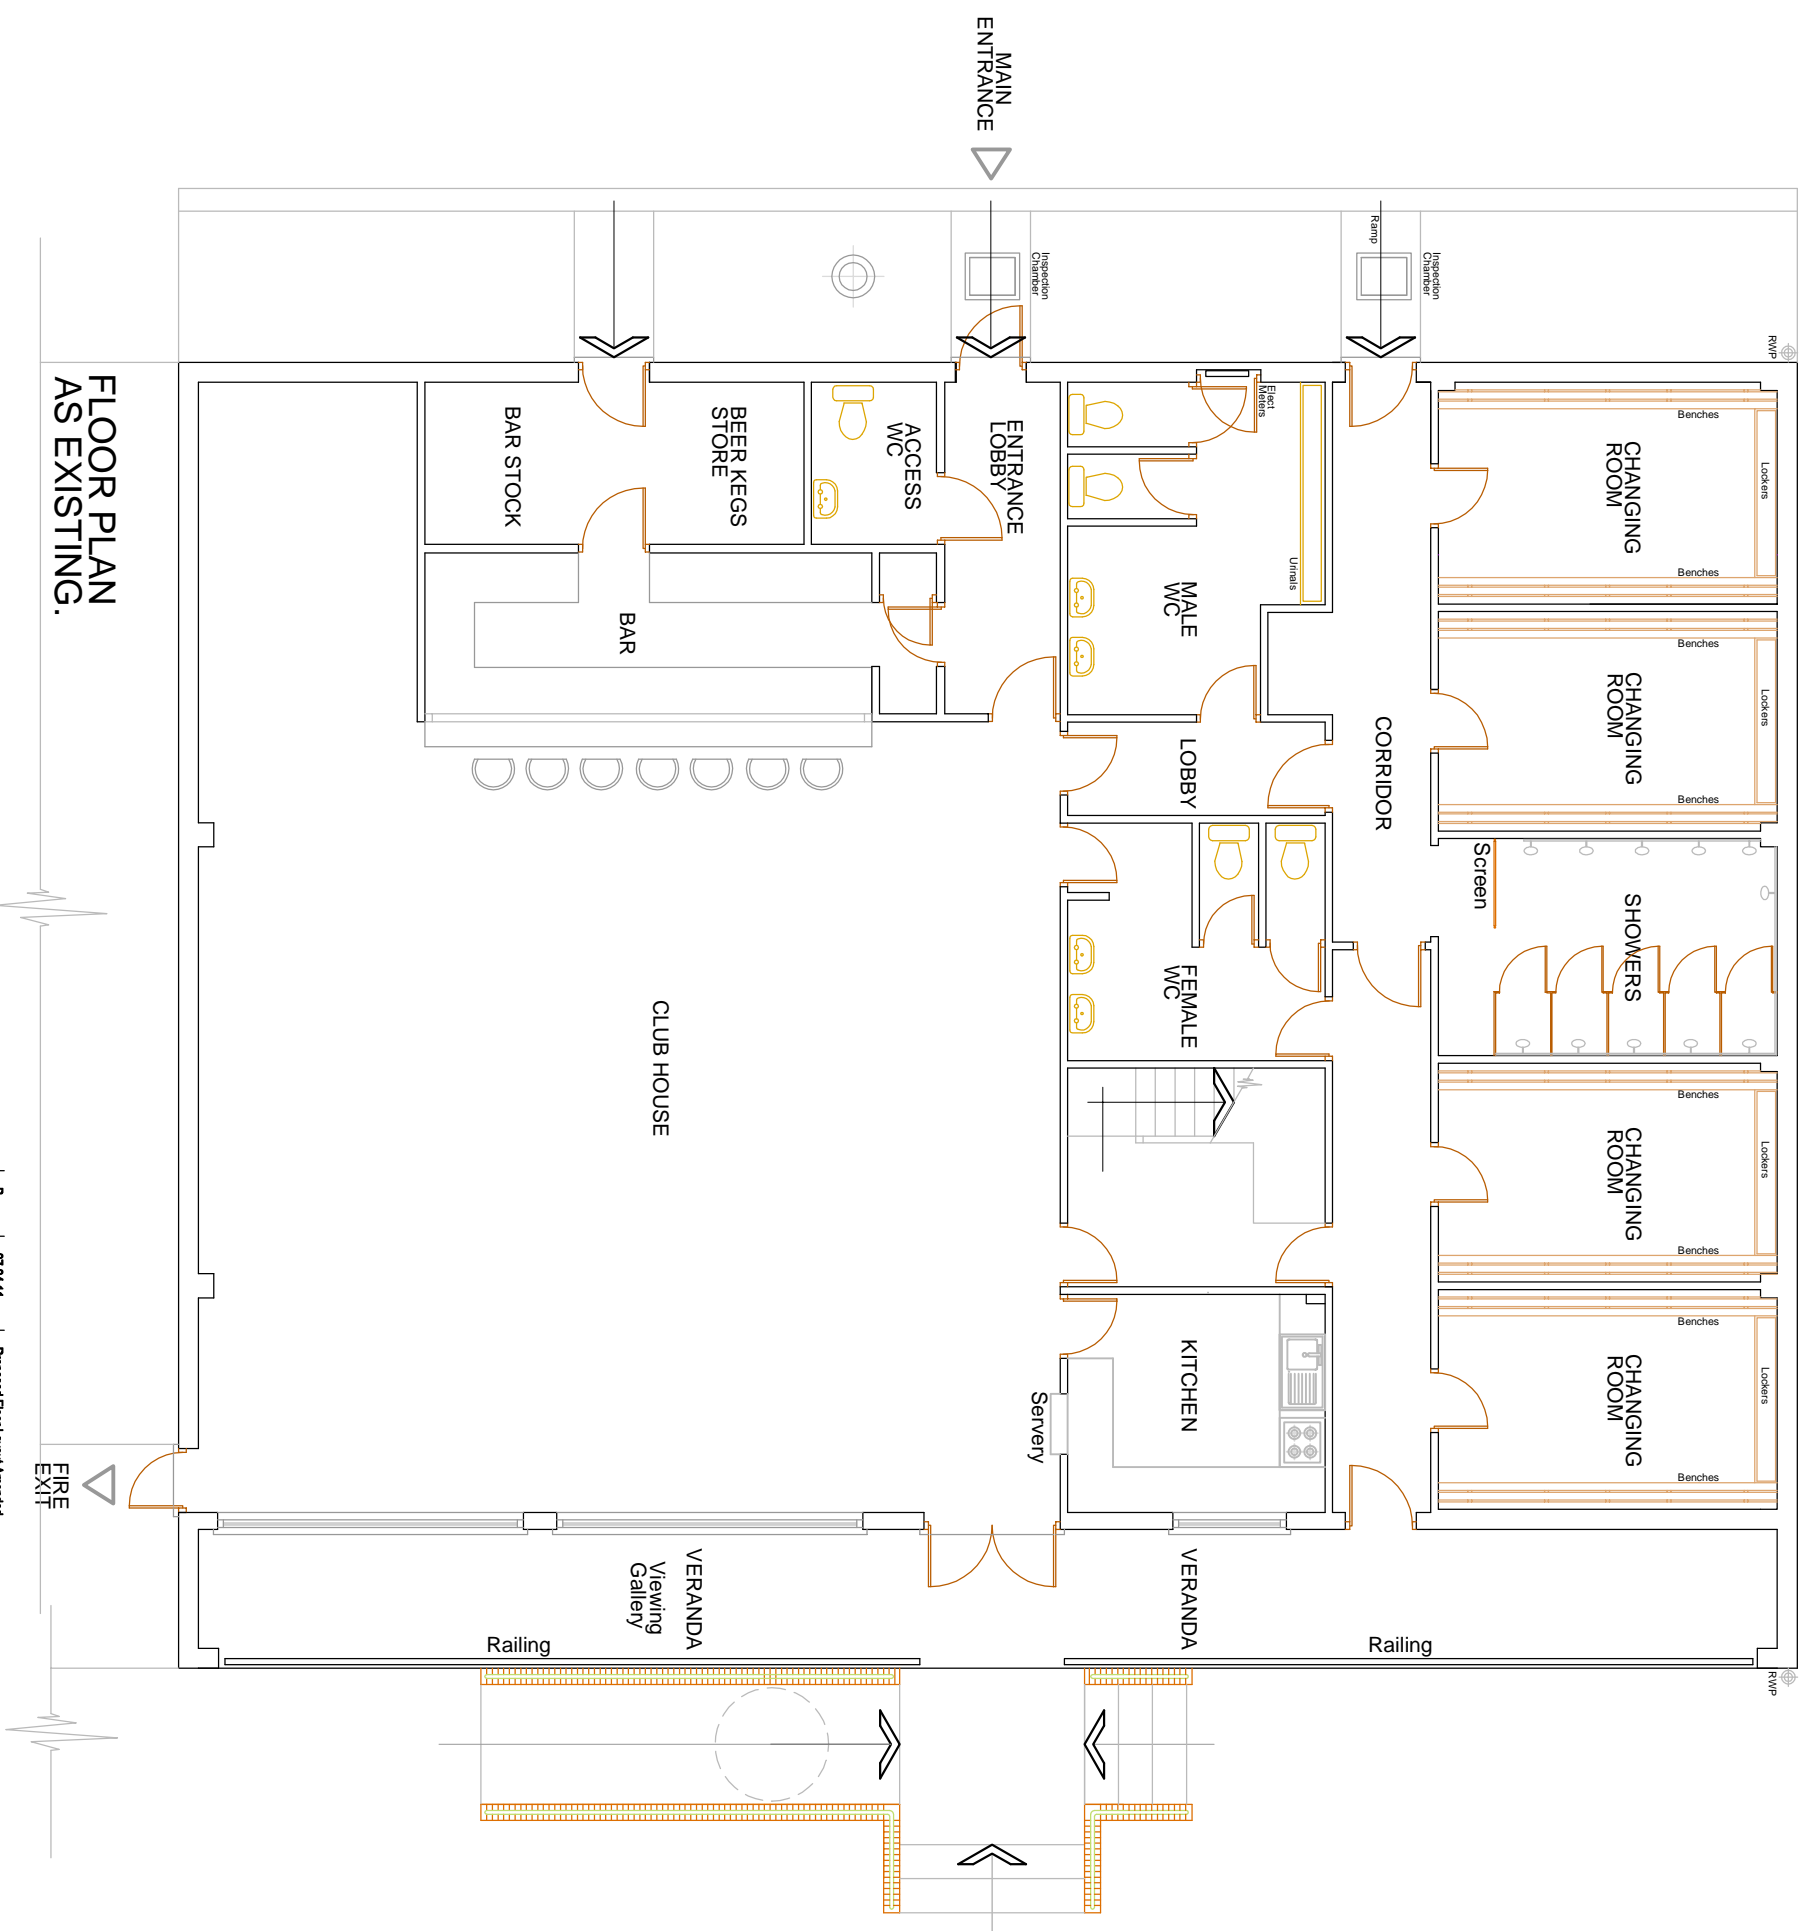 MAIN
ENTRANCE
Ramp
Inspection
Chamber
Inspection
Chamber
RWP
Elect
Meters
Benches
Lockers
CHANGING
ROOM
Benches
ENTRANCE
LOBBY
ACCESS
WC
BEER KEGS
STORE
BAR STOCK
FLOOR PLAN
AS EXISTING.
Urinals
MALE
WC
BAR
Benches
Lockers
CHANGING
ROOM
Benches
CORRIDOR
LOBBY
Screen
SHOWERS
FEMALE
WC
CLUB HOUSE
Benches
Lockers
CHANGING
ROOM
Benches
Benches
Lockers
CHANGING
ROOM
Benches
KITCHEN
Servery
FIRE
EXIT
VERANDA
VERANDA
Viewing
Gallery
Railing
Railing
RWP